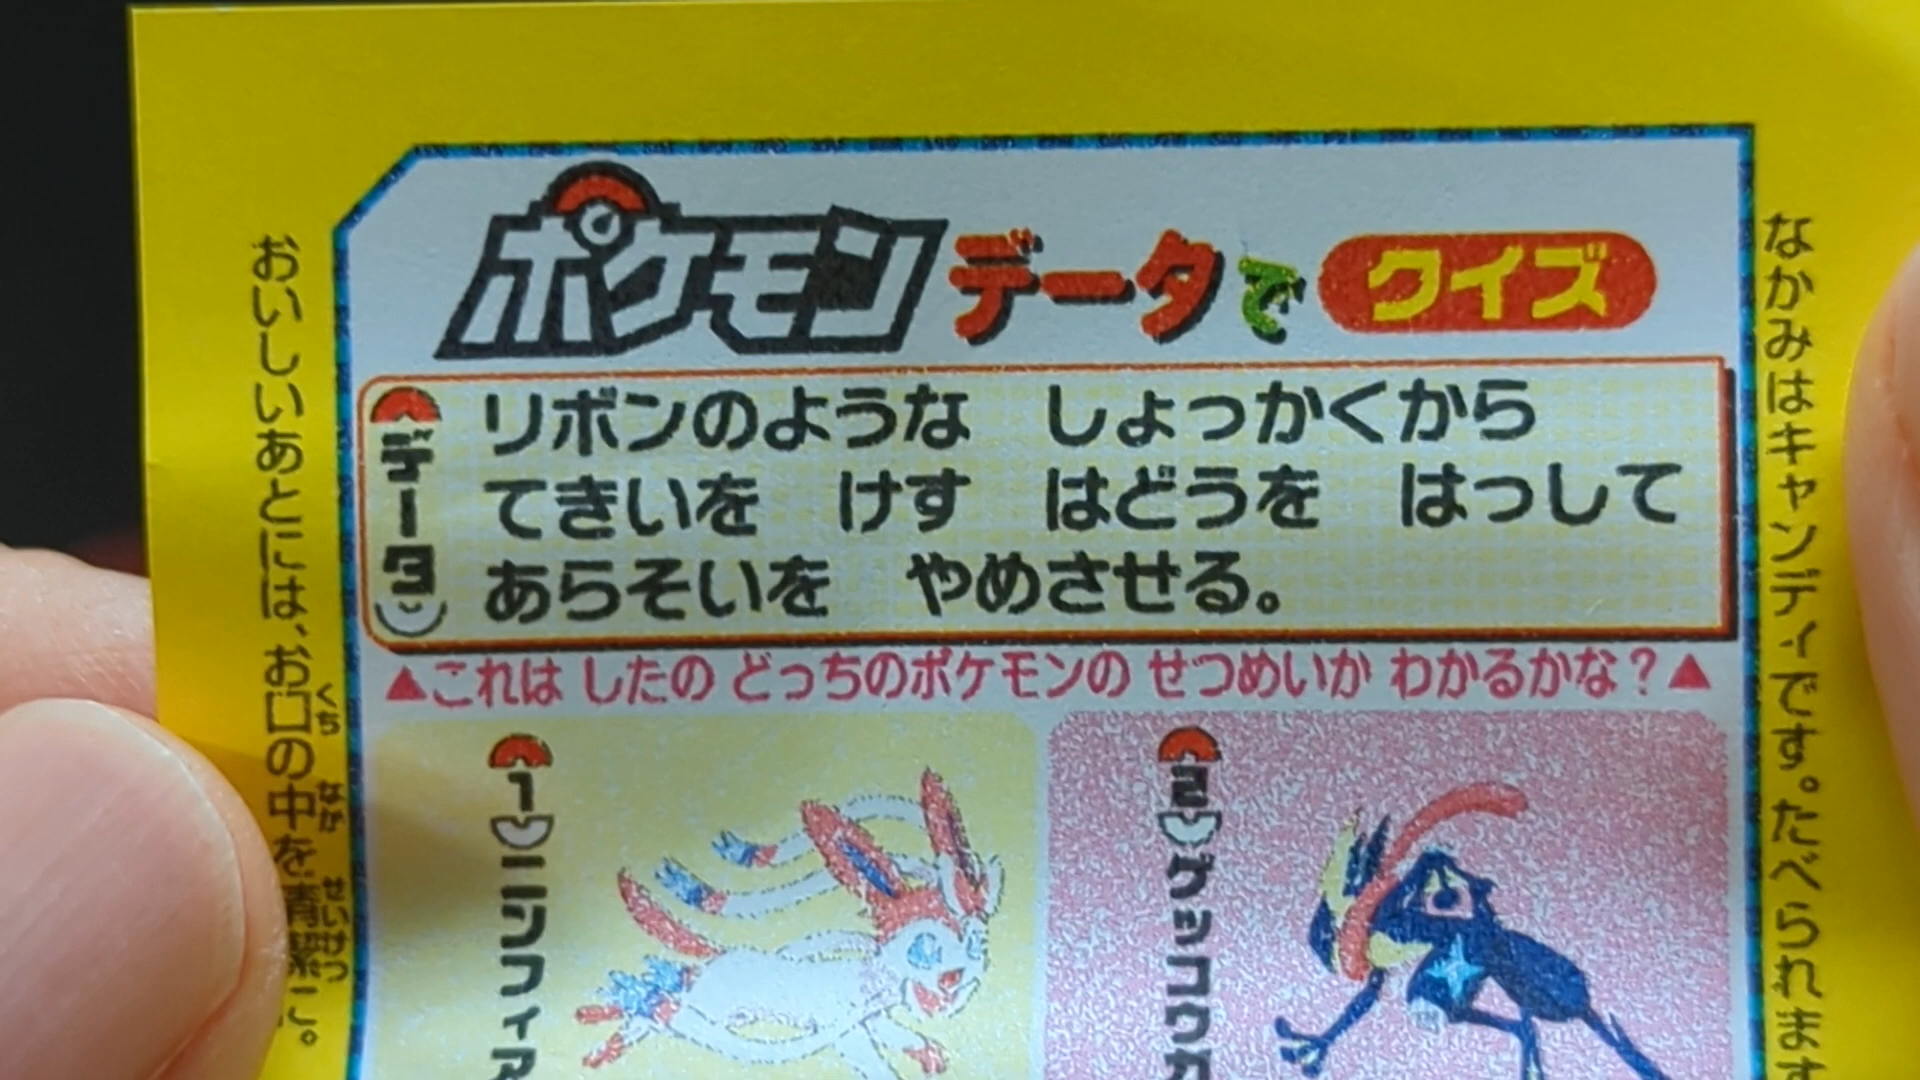 ポケモンデータでクイズ
データ
リボンのような しょっかくから
てきいを けす はどうを はっして
あらそいを やめさせる。
▲これは したの どっちのポケモンの せつめいか わかるかな？▲
1 ニンフィア
2 ゲッコウガ
なかみはキャンディです。たべられます
おいしいあとには、お口の中を清潔に。
くち
なか
せいけつ